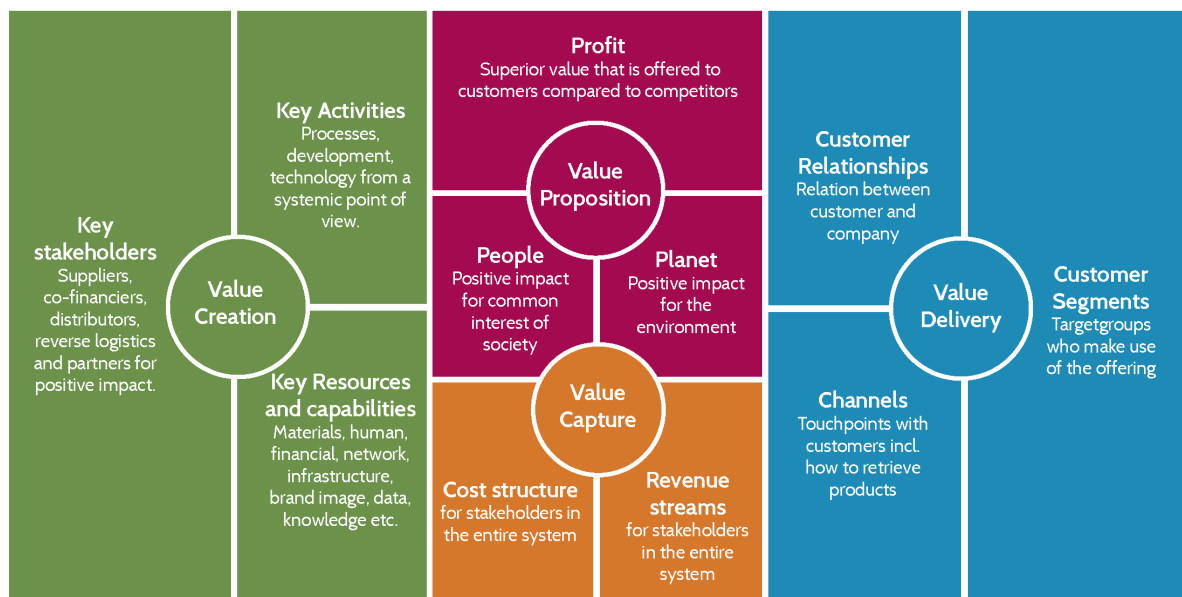 Key
stakeholders
Suppliers,
co-financiers,
distributors,
reverse logistics
and partners for
positive impact.
Value
Creation
Key Activities
Processes,
development,
technology from a
systemic point of
view.
Key Resources
and capabilities
Materials, human,
financial, network,
infrastructure,
brand image, data,
knowledge etc.
Profit
Superior value that is offered to
customers compared to competitors
Value
Proposition
People
Positive impact
for common
interest of
society
Planet
Positive impact
for the
environment
Value
Capture
Cost structure
for stakeholders in
the entire system
Revenue
streams
for stakeholders
in the entire
system
Customer
Relationships
Relation between
customer and
company
Value
Delivery
Channels
Touchpoints with
customers incl.
how to retrieve
products
Customer
Segments
Targetgroups
who make use
of the offering